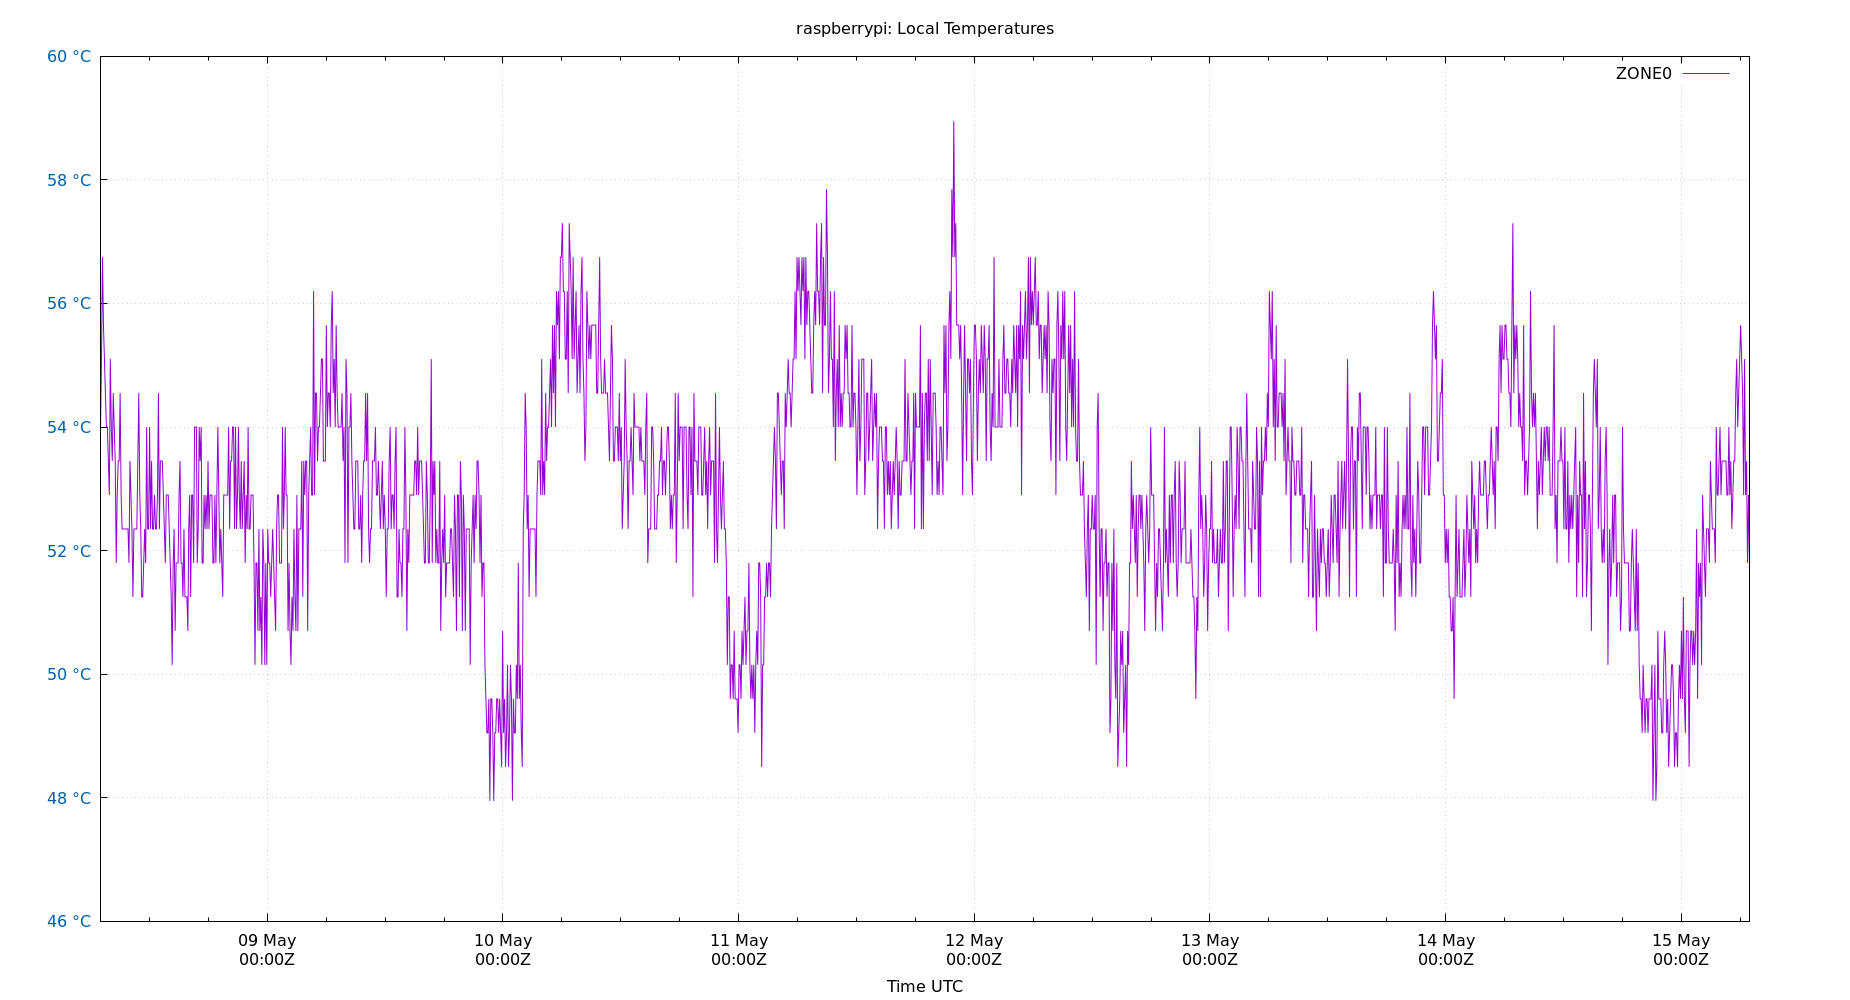 raspberrypi: Local Temperatures
60 °C
ZONE0
58 °C
56 °C
54 °C
52 °C
50 °C
48 °C
46 °C
09 May 10 May 11 May 12 May 13 May 14 May 15 May
00:00Z 00:00Z 00:00Z 00:00Z 00:00Z 00:00Z 00:00Z
Time UTC